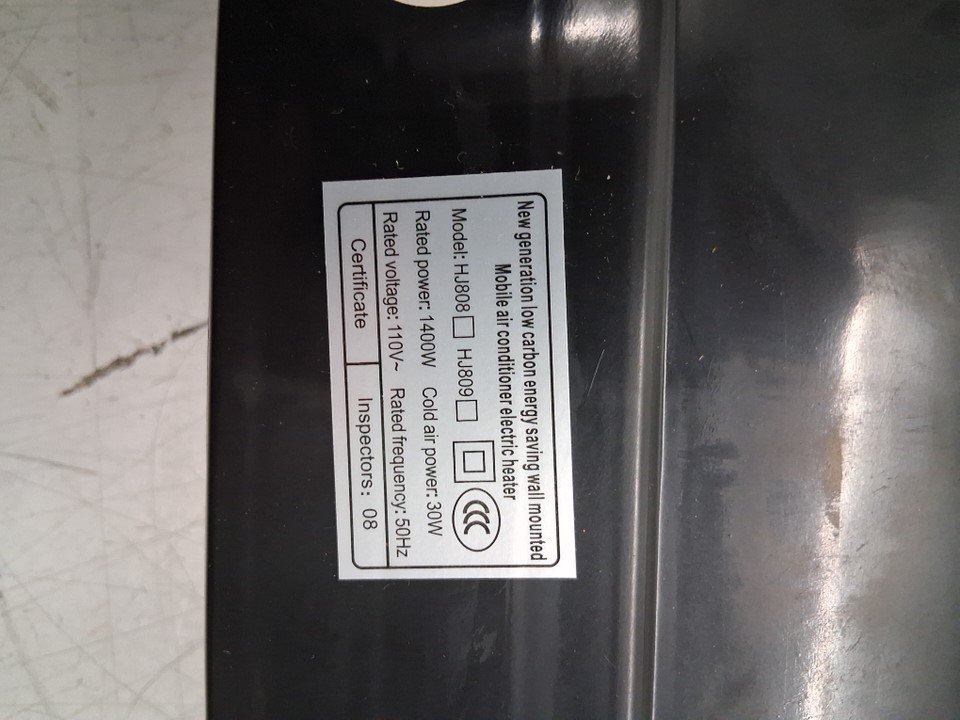 New generation low carbon energy saving wall mounted
Mobile air conditioner electric heater
Model: HJ808□ HJ809□ CCC
Rated power: 1400W Cold air power: 30W
Rated voltage: 110V~ Rated frequency: 50Hz
Certificate Inspectors: 08